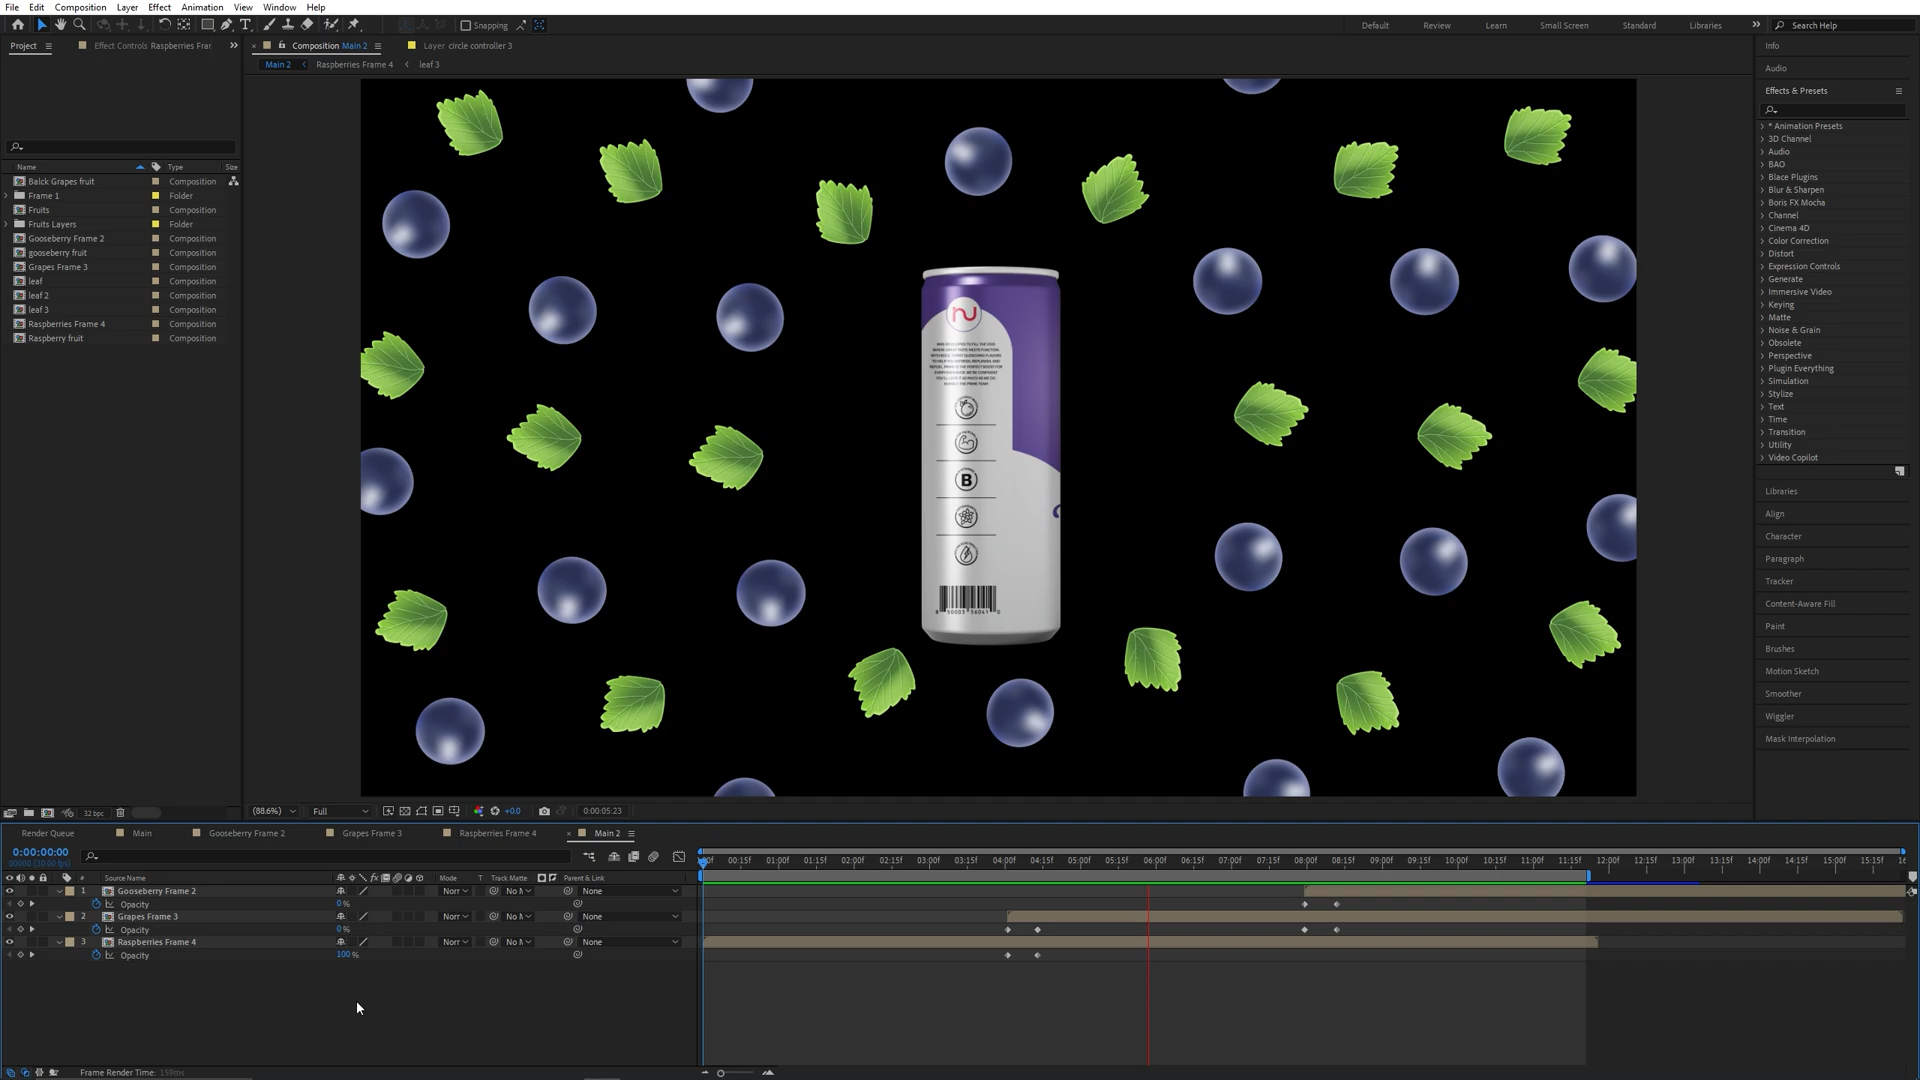 File Edit Composition Layer Effect Animation View Window Help
Snapping
Default Review Learn Small Screen Standard Libraries Search Help
Project Effect Controls Raspberries Frar
Composition Main 2 Layer circle controller 3
Main 2 Raspberries Frame 4 leaf 3
Name Type Size
Balck Grapes fruit Composition
Frame 1 Folder
Fruits Composition
Fruits Layers Folder
Gooseberry Frame 2 Composition
gooseberry fruit Composition
Grapes Frame 3 Composition
leaf Composition
leaf 2 Composition
leaf 3 Composition
Raspberries Frame 4 Composition
Raspberry fruit Composition
32 bpc
B
(88.6%) Full +0.0 0:00:05:23
Info
Audio
Effects & Presets
* Animation Presets
3D Channel
Audio
BAO
Blace Plugins
Blur & Sharpen
Boris FX Mocha
Channel
Cinema 4D
Color Correction
Distort
Expression Controls
Generate
Immersive Video
Keying
Matte
Noise & Grain
Obsolete
Perspective
Plugin Everything
Simulation
Stylize
Text
Time
Transition
Utility
Video Copilot
Libraries
Align
Character
Paragraph
Tracker
Content-Aware Fill
Paint
Brushes
Motion Sketch
Smoother
Wiggler
Mask Interpolation
Render Queue Main Gooseberry Frame 2 Grapes Frame 3 Raspberries Frame 4 Main 2
0:00:00:00
00000 (30.00 fps)
00:15f 01:00f 01:15f 02:00f 02:15f 03:00f 03:15f 04:00f 04:15f 05:00f 05:15f 06:00f 06:15f 07:00f 07:15f 08:00f 08:15f 09:00f 09:15f 10:00f 10:15f 11:00f 11:15f 12:00f 12:15f 13:00f 13:15f 14:00f 14:15f 15:00f 15:15f 16
# Source Name Mode T Track Matte Parent & Link
1 Gooseberry Frame 2 Norr No M None
Opacity 0 %
2 Grapes Frame 3 Norr No M None
Opacity 0 %
3 Raspberries Frame 4 Norr No M None
Opacity 100 %
Frame Render Time: 159ms